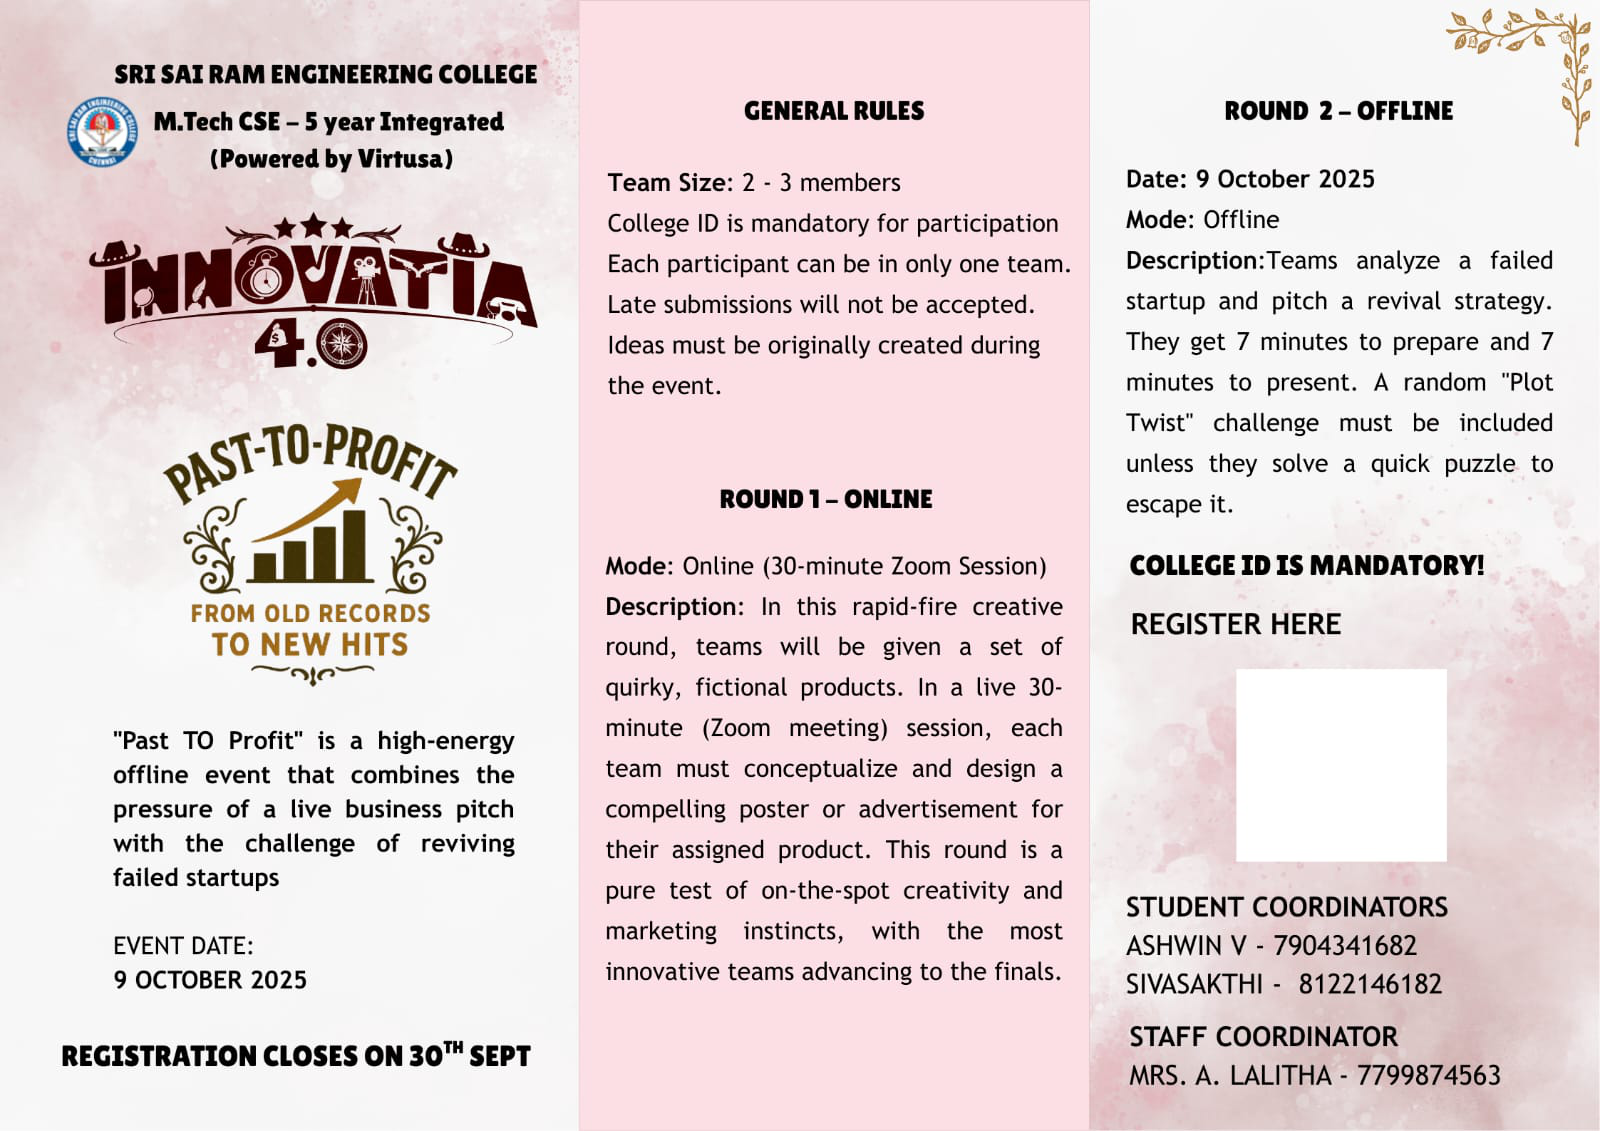 SRI SAI RAM ENGINEERING COLLEGE
SRI SAI RAM ENGINEERING COLLEGE
CHENNAI
M.Tech CSE – 5 year Integrated
(Powered by Virtusa)
INNOVATIA
4.0
PAST-TO-PROFIT
FROM OLD RECORDS
TO NEW HITS
"Past TO Profit" is a high-energy
offline event that combines the
pressure of a live business pitch
with the challenge of reviving
failed startups
EVENT DATE:
9 OCTOBER 2025
REGISTRATION CLOSES ON 30TH SEPT
GENERAL RULES
Team Size: 2 - 3 members
College ID is mandatory for participation
Each participant can be in only one team.
Late submissions will not be accepted.
Ideas must be originally created during
the event.
ROUND 1 – ONLINE
Mode: Online (30-minute Zoom Session)
Description: In this rapid-fire creative
round, teams will be given a set of
quirky, fictional products. In a live 30-
minute (Zoom meeting) session, each
team must conceptualize and design a
compelling poster or advertisement for
their assigned product. This round is a
pure test of on-the-spot creativity and
marketing instincts, with the most
innovative teams advancing to the finals.
ROUND 2 – OFFLINE
Date: 9 October 2025
Mode: Offline
Description:Teams analyze a failed
startup and pitch a revival strategy.
They get 7 minutes to prepare and 7
minutes to present. A random "Plot
Twist" challenge must be included
unless they solve a quick puzzle to
escape it.
COLLEGE ID IS MANDATORY!
REGISTER HERE
STUDENT COORDINATORS
ASHWIN V - 7904341682
SIVASAKTHI - 8122146182
STAFF COORDINATOR
MRS. A. LALITHA - 7799874563